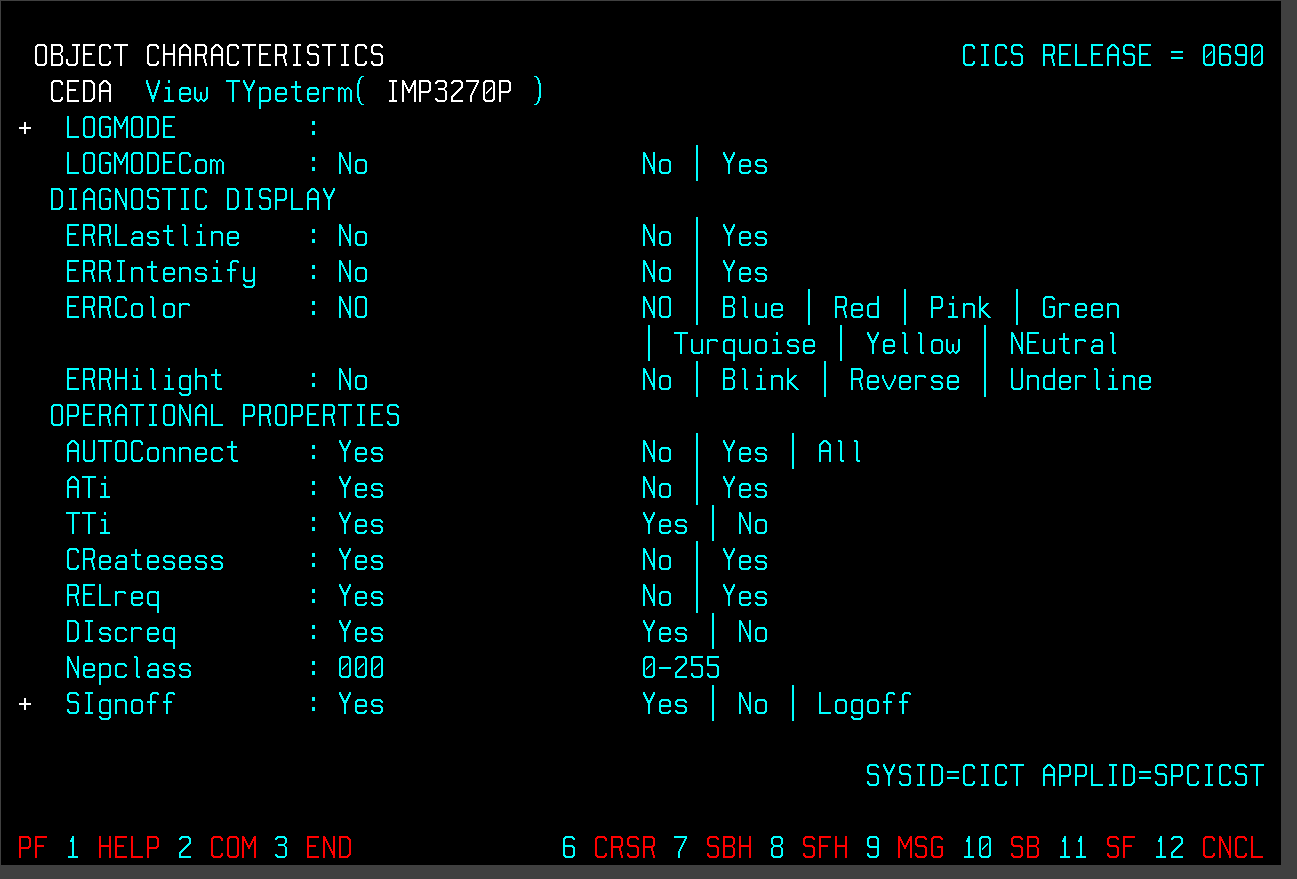 OBJECT CHARACTERISTICS                                    CICS RELEASE = 0690
CEDA  View TYpeterm( IMP3270P )
+  LOGMODE        :
LOGMODECom     : No                 No | Yes
DIAGNOSTIC DISPLAY
ERRLastline    : No                 No | Yes
ERRIntensify   : No                 No | Yes
ERRColor       : NO                 NO | Blue | Red | Pink | Green
| Turquoise | Yellow | NEutral
ERRHilight     : No                 No | Blink | Reverse | Underline
OPERATIONAL PROPERTIES
AUTOConnect    : Yes                No | Yes | All
ATi            : Yes                No | Yes
TTi            : Yes                Yes | No
CReatesess     : Yes                No | Yes
RELreq         : Yes                No | Yes
DIscreq        : Yes                Yes | No
Nepclass       : 000                0-255
+  SIgnoff        : Yes                Yes | No | Logoff
SYSID=CICT APPLID=SPCICST
PF 1 HELP 2 COM 3 END             6 CRSR 7 SBH 8 SFH 9 MSG 10 SB 11 SF 12 CNCL